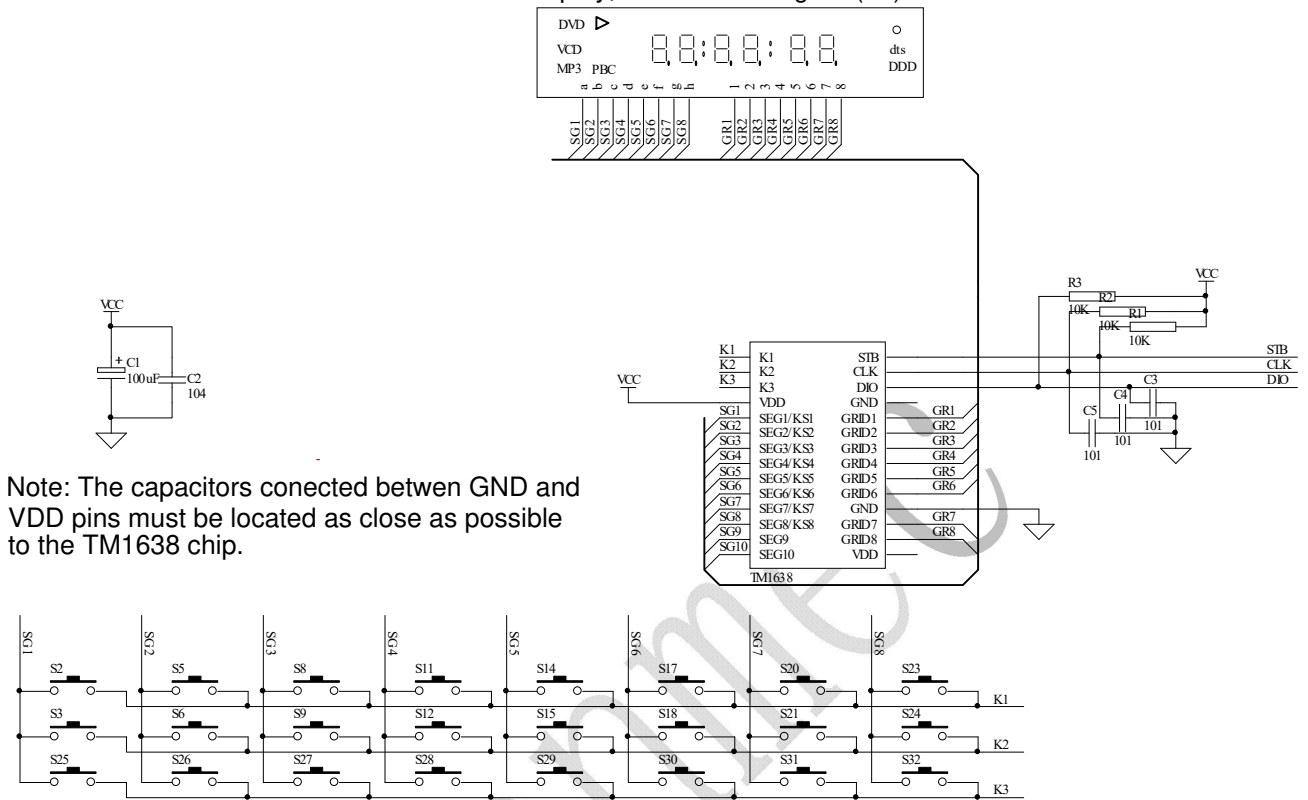 DVD
VCD
MP3 PBC
dts
DDD
a b c d e f g h 1 2 3 4 5 6 7 8
SG1 SG2 SG3 SG4 SG5 SG6 SG7 SG8 GR1 GR2 GR3 GR4 GR5 GR6 GR7 GR8
VCC
+ C1
100uF C2
104
Note: The capacitors conected betwen GND and
VDD pins must be located as close as possible
to the TM1638 chip.
VCC
K1 K1 STB
K2 K2 CLK
K3 K3 DIO
VDD GND
SG1 SEG1/KS1 GRID1 GR1
SG2 SEG2/KS2 GRID2 GR2
SG3 SEG3/KS3 GRID3 GR3
SG4 SEG4/KS4 GRID4 GR4
SG5 SEG5/KS5 GRID5 GR5
SG6 SEG6/KS6 GRID6 GR6
SG7 SEG7/KS7 GND
SG8 SEG8/KS8 GRID7 GR7
SG9 SEG9 GRID8 GR8
SG10 SEG10 VDD
TM1638
VCC
R3
10K
R2
10K
R1
10K
STB
CLK
DIO
C3
101
C4
101
C5
101
SG1 SG2 SG3 SG4 SG5 SG6 SG7 SG8
S2 S5 S8 S11 S14 S17 S20 S23
K1
S3 S6 S9 S12 S15 S18 S21 S24
K2
S25 S26 S27 S28 S29 S30 S31 S32
K3